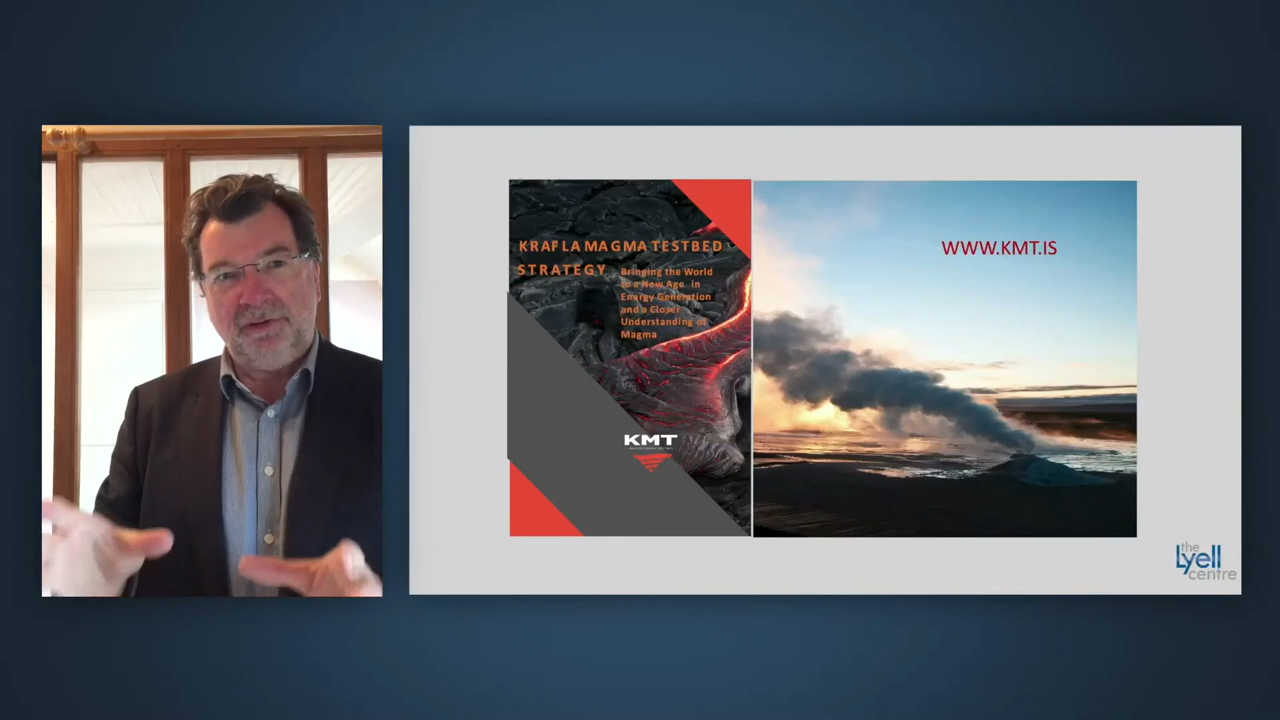 KRAFLA MAGMA TESTBED
STRATEGY
Bringing the World
to a New Age in
Energy Generation
and a Closer
Understanding of
Magma
KMT
WWW.KMT.IS
the
Lyell
centre